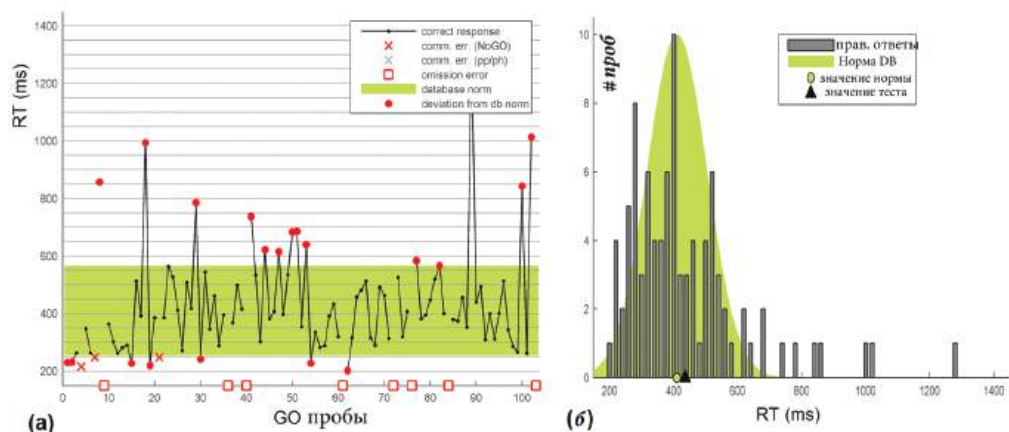 1400
1200
1000
800
600
400
200
RT (ms)
correct response
comm. err. (NoGO)
comm. err. (pp/ph)
omission error
database norm
deviation from db norm
0 10 20 30 40 50 60 70 80 90 100
GO пробы
(а)
10
8
6
4
2
0
# проб
прав. ответы
Норма DB
значение нормы
значение теста
200 400 600 800 1000 1200 1400
RT (ms)
(б)